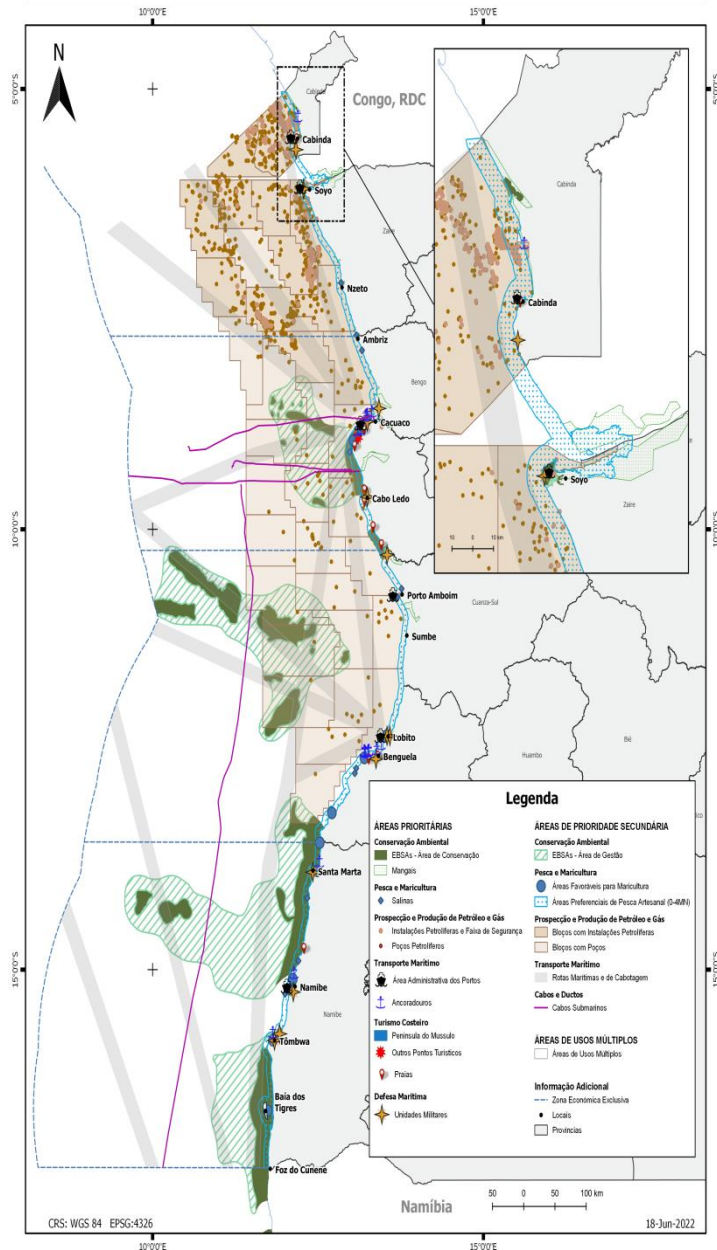 10°0'0"E 15°0'0"E
N
5°0'0"S 5°0'0"S
Cabinda
Congo, RDC
Cabinda
Soyo
Zaire
Nzeto
Ambriz
Bengo
Cacuaco
Cabo Ledo
10°0'0"S 10°0'0"S
Porto Amboim
Cuanza-Sul
Sumbe
Lobito
Benguela
Huambo
Bié
Santa Marta
15°0'0"S 15°0'0"S
Namibe
Namibe
Tômbwa
Baía dos
Tigres
Foz do Cunene
Cabinda
Cabinda
Soyo
Zaire
10 0 10 km
Legenda
ÁREAS PRIORITÁRIAS
Conservação Ambiental
EBSAs - Área de Conservação
Mangais
Pesca e Maricultura
Salinas
Prospecção e Produção de Petróleo e Gás
Instalações Petrolíferas e Faixa de Segurança
Poços Petrolíferos
Transporte Marítimo
Área Administrativa dos Portos
Ancoradouros
Turismo Costeiro
Península do Mussulo
Outros Pontos Turísticos
Praias
Defesa Marítima
Unidades Militares
ÁREAS DE PRIORIDADE SECUNDÁRIA
Conservação Ambiental
EBSAs - Área de Gestão
Pesca e Maricultura
Áreas Favoráveis para Maricultura
Áreas Preferenciais de Pesca Artesanal (0-4MN)
Prospecção e Produção de Petróleo e Gás
Blocos com Instalações Petrolíferas
Blocos com Poços
Transporte Marítimo
Rotas Marítimas e de Cabotagem
Cabos e Ductos
Cabos Submarinos
ÁREAS DE USOS MÚLTIPLOS
Áreas de Usos Múltiplos
Informação Adicional
Zona Económica Exclusiva
Locais
Províncias
Namíbia
50 0 50 100 km
CRS: WGS 84 EPSG:4326
18-Jun-2022
10°0'0"E 15°0'0"E